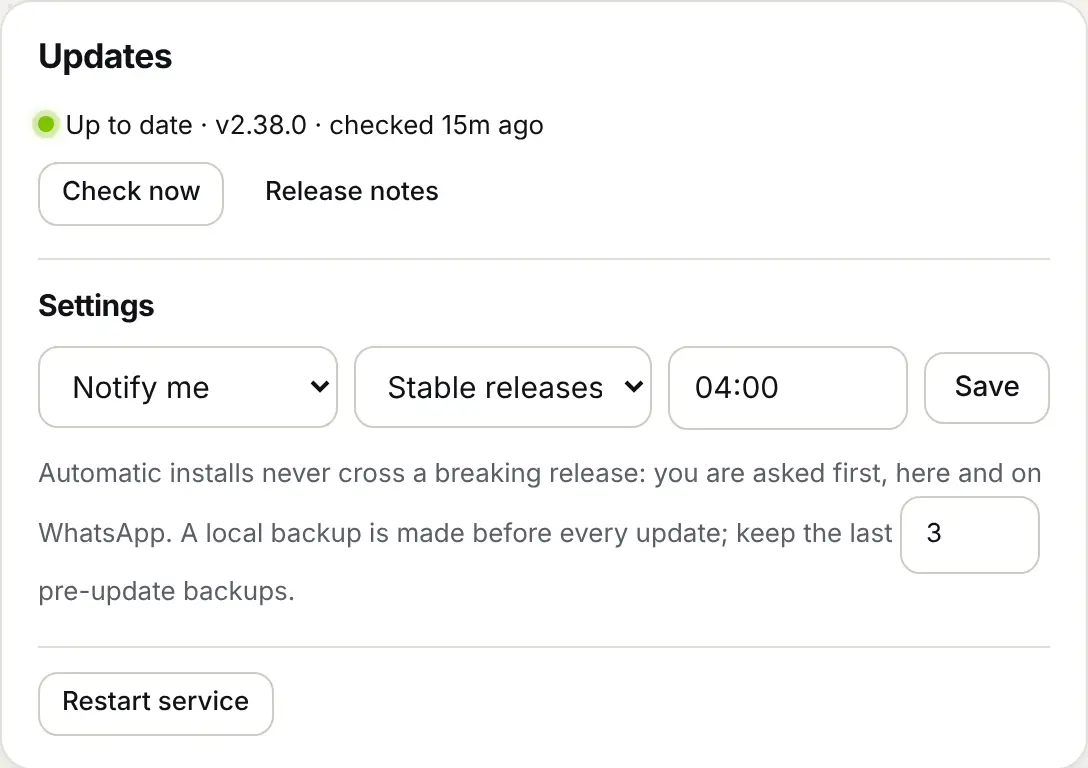 Updates
Up to date · v2.38.0 · checked 15m ago
Check now Release notes
Settings
Notify me Stable releases 04:00 Save
Automatic installs never cross a breaking release: you are asked first, here and on
WhatsApp. A local backup is made before every update; keep the last 3
pre-update backups.
Restart service